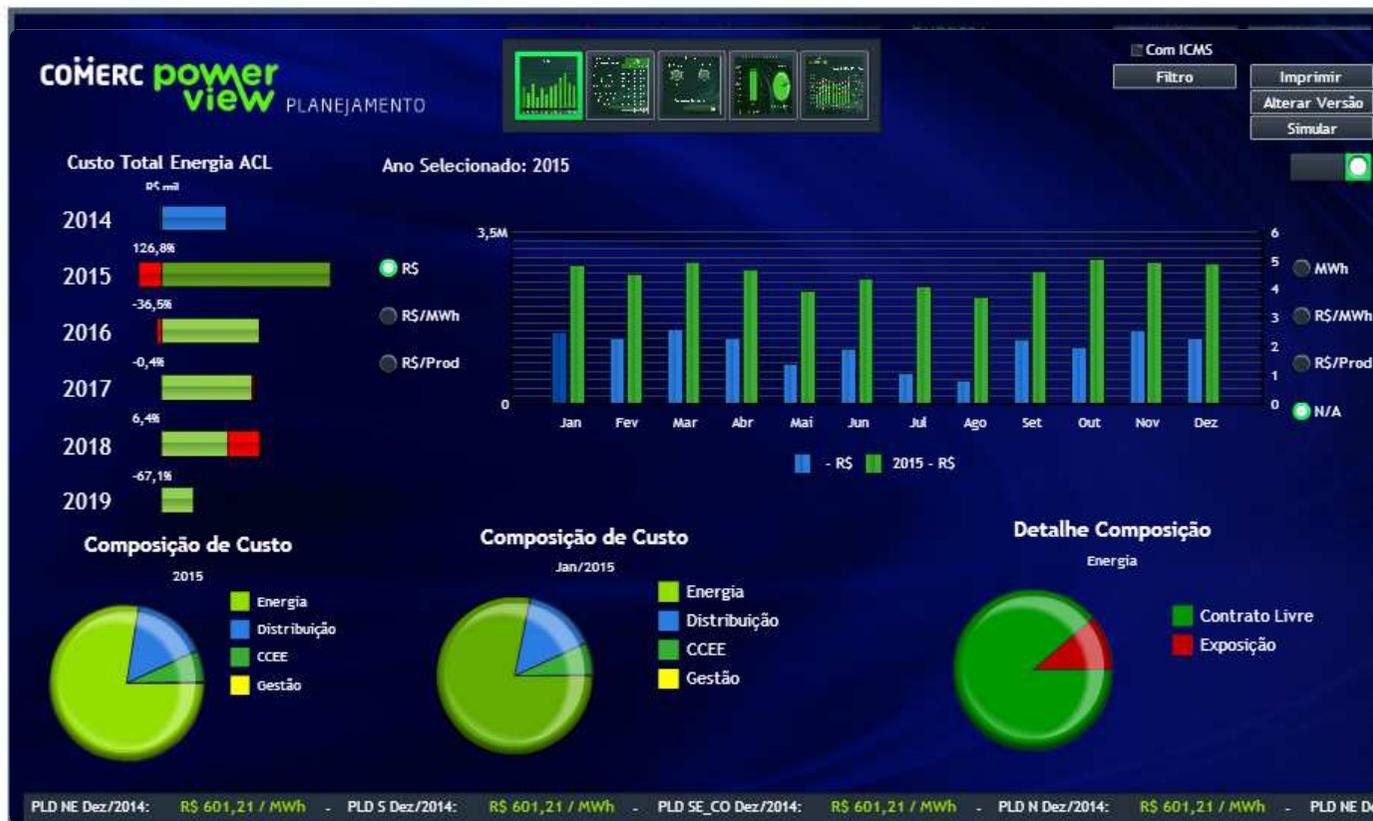 COMERC power view PLANEJAMENTO
Com ICMS
Filtro
Imprimir
Alterar Versão
Simular
Custo Total Energia ACL
R$ mil
2014
126,8%
2015
-36,5%
2016
-0,4%
2017
6,4%
2018
-67,1%
2019
Ano Selecionado: 2015
R$
R$/MWh
R$/Prod
3,5M
0
6
5
4
3
2
1
0
Jan Fev Mar Abr Mai Jun Jul Ago Set Out Nov Dez
- R$ 2015 - R$
MWh
R$/MWh
R$/Prod
N/A
Composição de Custo
2015
Energia
Distribuição
CCEE
Gestão
Composição de Custo
Jan/2015
Energia
Distribuição
CCEE
Gestão
Detalhe Composição
Energia
Contrato Livre
Exposição
PLD NE Dez/2014: R$ 601,21 / MWh - PLD S Dez/2014: R$ 601,21 / MWh - PLD SE_CO Dez/2014: R$ 601,21 / MWh - PLD N Dez/2014: R$ 601,21 / MWh - PLD NE